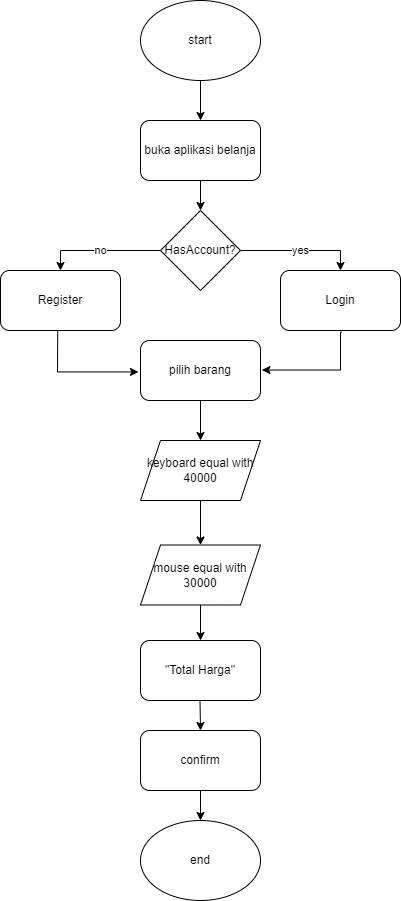 start
buka aplikasi belanja
HasAccount?
no
yes
Register
Login
pilih barang
keyboard equal with
40000
mouse equal with
30000
"Total Harga"
confirm
end